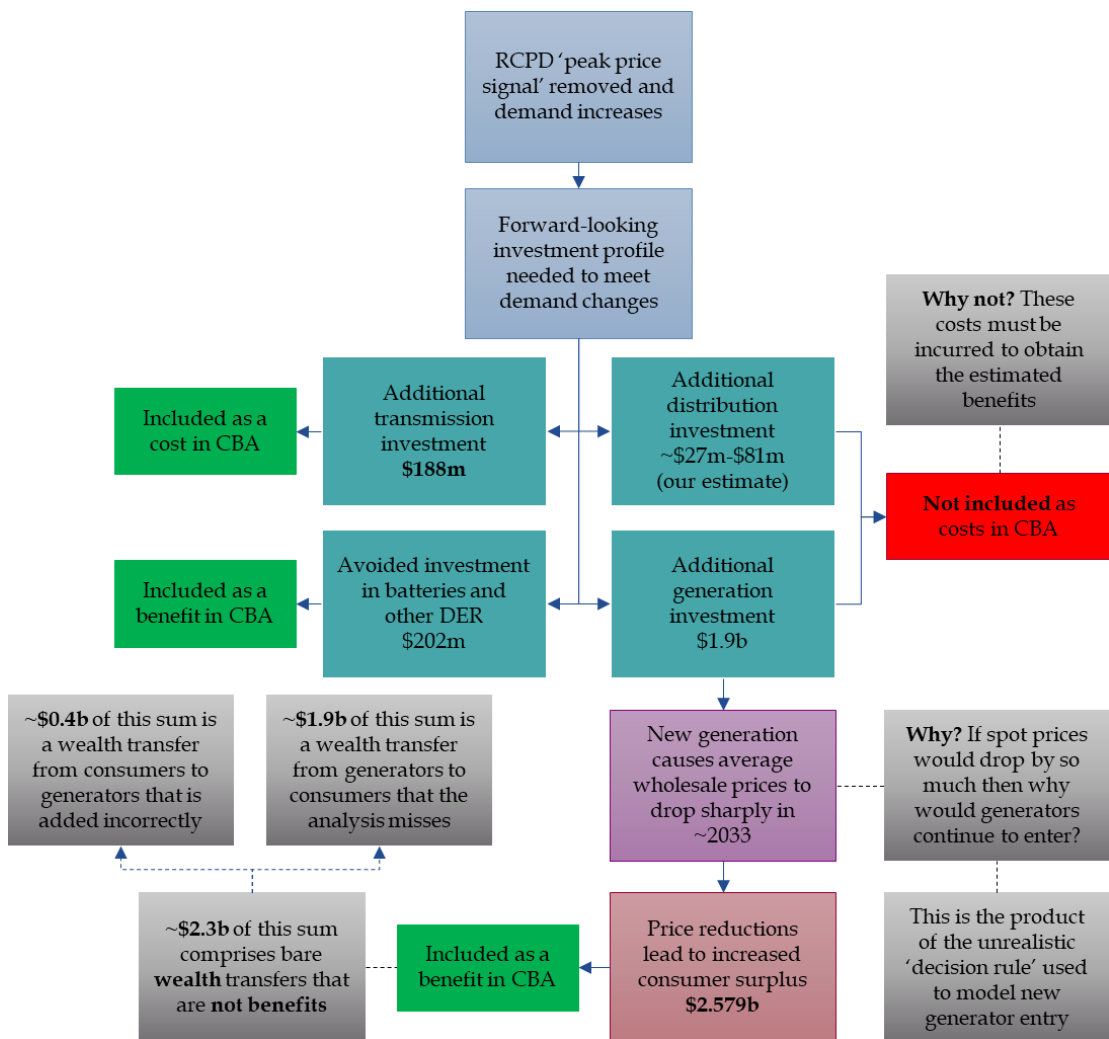 RCPD ‘peak price
signal’ removed and
demand increases
Forward-looking
investment profile
needed to meet
demand changes
Why not? These
costs must be
incurred to obtain
the estimated
benefits
Included as a
cost in CBA
Additional
transmission
investment
$188m
Additional
distribution
investment
~$27m-$81m
(our estimate)
Not included as
costs in CBA
Included as a
benefit in CBA
Avoided investment
in batteries and
other DER
$202m
Additional
generation
investment
$1.9b
~$0.4b of this sum is
a wealth transfer
from consumers to
generators that is
added incorrectly
~$1.9b of this sum is
a wealth transfer
from generators to
consumers that the
analysis misses
New generation
causes average
wholesale prices to
drop sharply in
~2033
Why? If spot prices
would drop by so
much then why
would generators
continue to enter?
~$2.3b of this sum
comprises bare
wealth transfers that
are not benefits
Included as a
benefit in CBA
Price reductions
lead to increased
consumer surplus
$2.579b
This is the product
of the unrealistic
‘decision rule’ used
to model new
generator entry